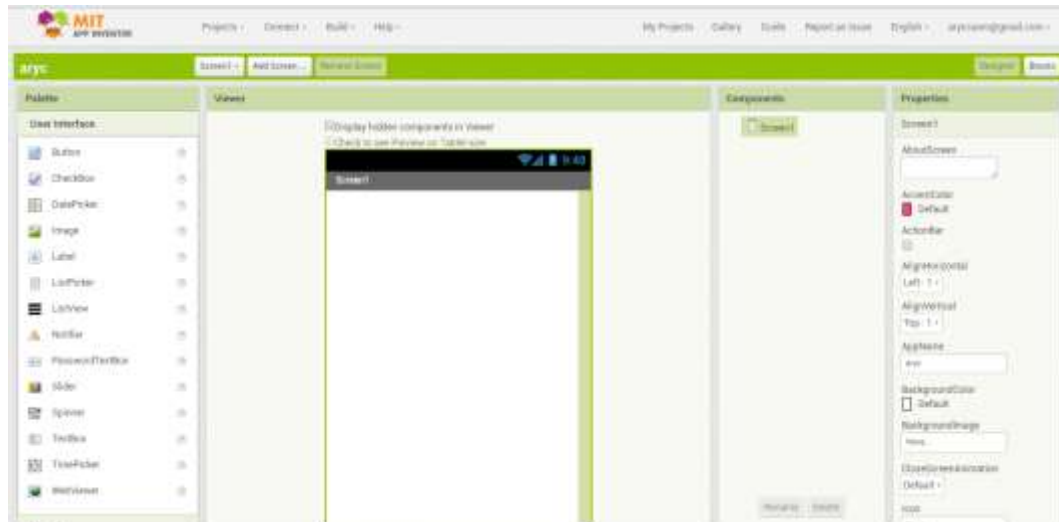 MIT
APP INVENTOR
Projects Connect Build Help
My Projects Gallery Guide Report an Issue English
aryc
Screen1 Add Screen... Remove Screen
Designer Blocks
Palette
User Interface
Button
CheckBox
DatePicker
Image
Label
ListPicker
ListView
Notifier
PasswordTextBox
Slider
Spinner
TextBox
TimePicker
WebViewer
Viewer
Display hidden components in Viewer
Check to see Preview on Tablet size.
9:48
Screen1
Components
Screen1
Rename Delete
Properties
Screen1
AboutScreen
AccentColor
Default
ActionBar
AlignHorizontal
Left : 1
AlignVertical
Top : 1
AppName
aryc
BackgroundColor
Default
BackgroundImage
None...
CloseScreenAnimation
Default
Icon